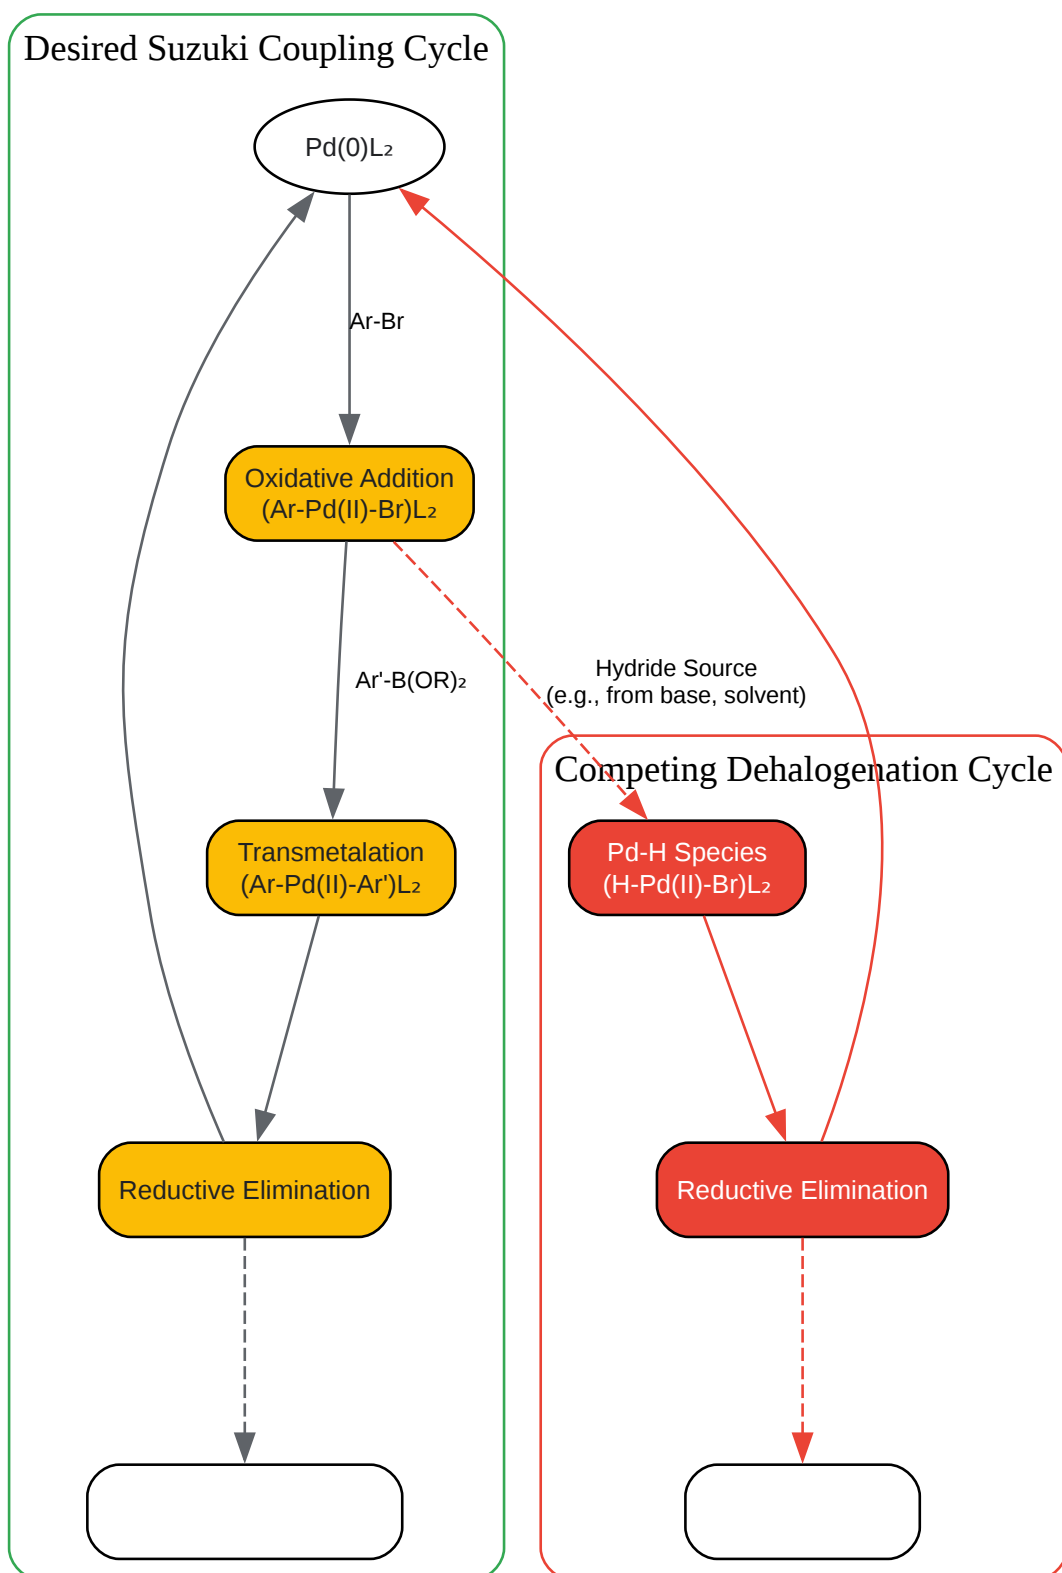 Desired Suzuki Coupling Cycle
Pd(0)L₂
Ar-Br
Oxidative Addition
(Ar-Pd(II)-Br)L₂
Ar'-B(OR)₂
Hydride Source
(e.g., from base, solvent)
Competing Dehalogenation Cycle
Transmetalation
(Ar-Pd(II)-Ar')L₂
Pd-H Species
(H-Pd(II)-Br)L₂
Reductive Elimination
Reductive Elimination